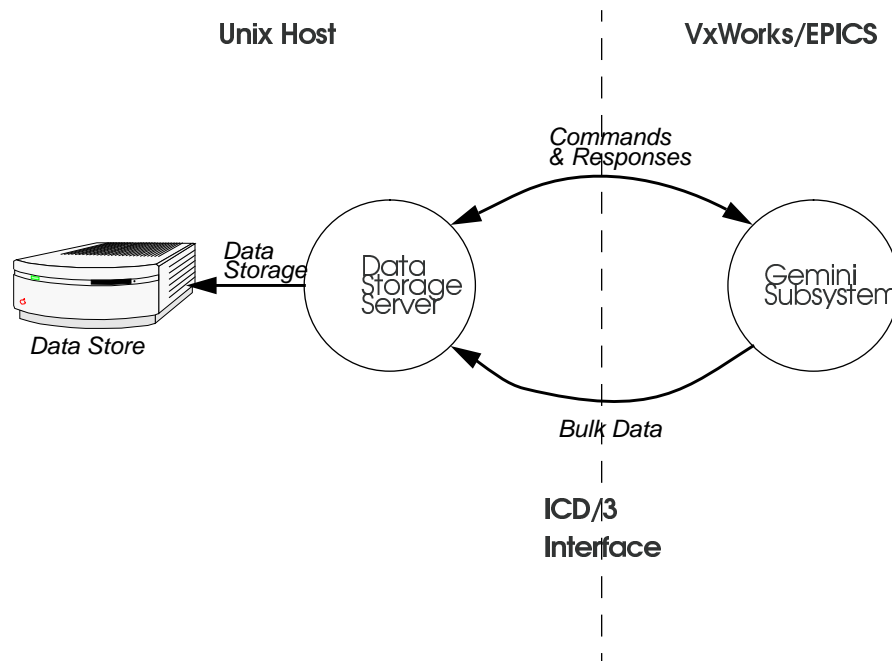 Unix Host
VxWorks/EPICS
Commands
& Responses
Data
Storage
Data
Storage
Server
Gemini
Subsystem
Data Store
Bulk Data
ICD/3
Interface